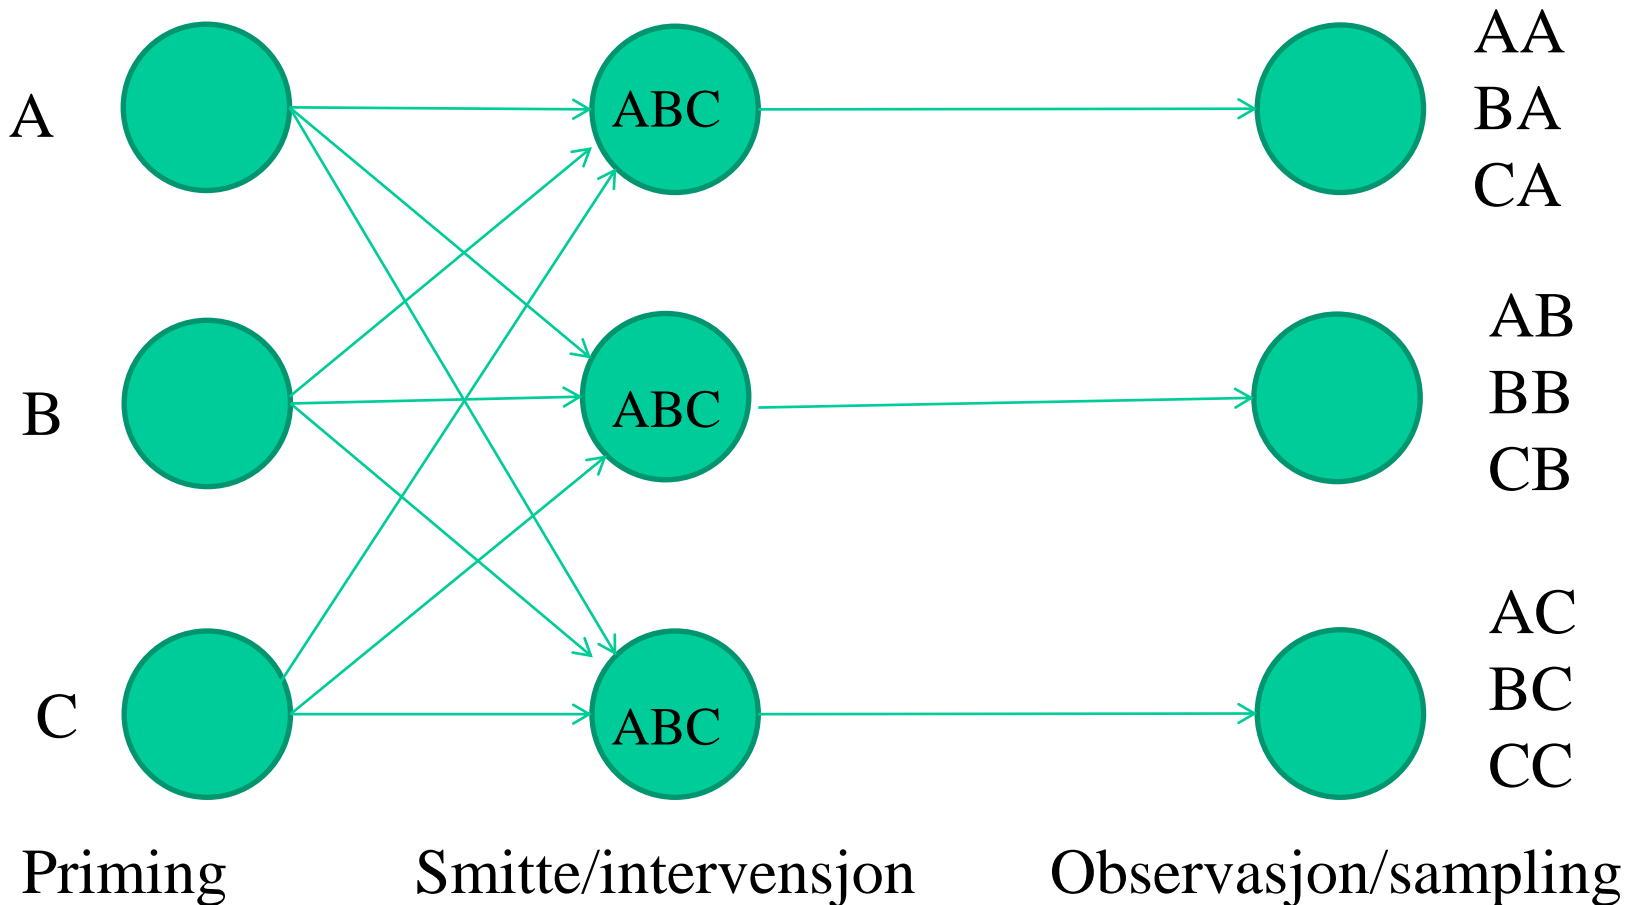 A
ABC
AA
BA
CA
B
ABC
AB
BB
CB
C
ABC
AC
BC
CC
Priming
Smitte/intervensjon
Observasjon/sampling